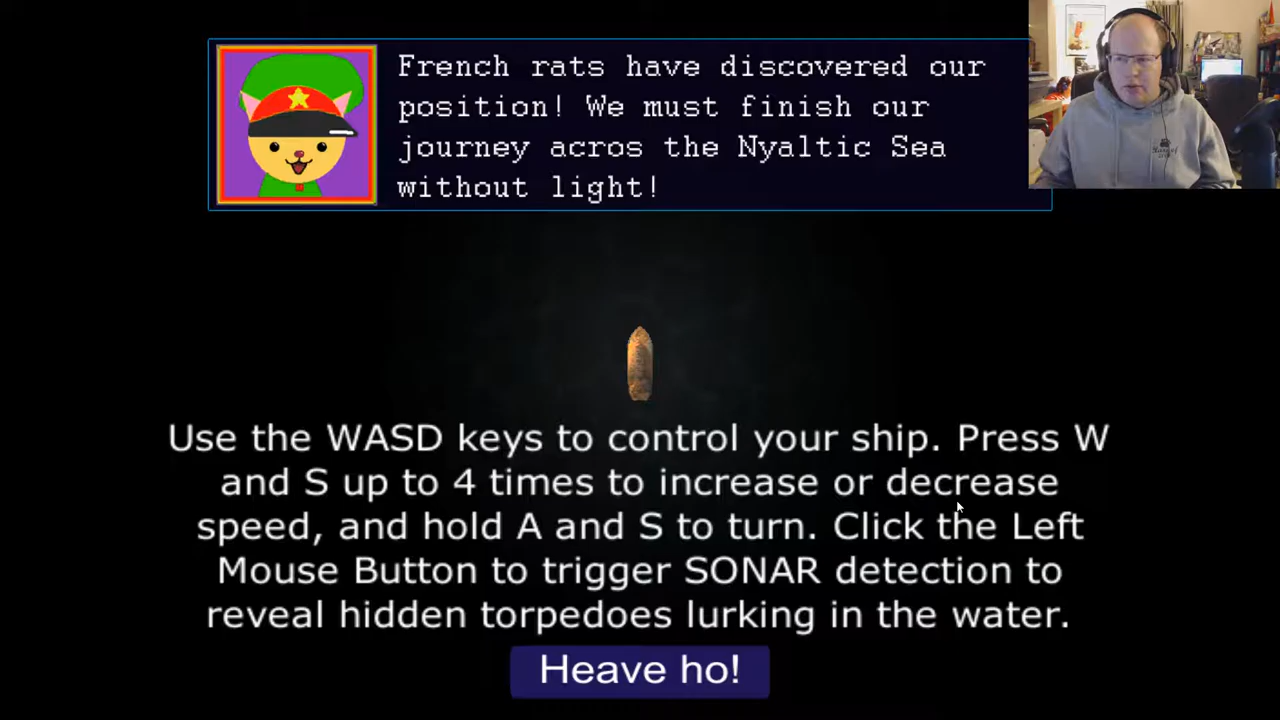 French rats have discovered our
position! We must finish our
journey acros the Nyaltic Sea
without light!
Use the WASD keys to control your ship. Press W
and S up to 4 times to increase or decrease
speed, and hold A and S to turn. Click the Left
Mouse Button to trigger SONAR detection to
reveal hidden torpedoes lurking in the water.
Heave ho!